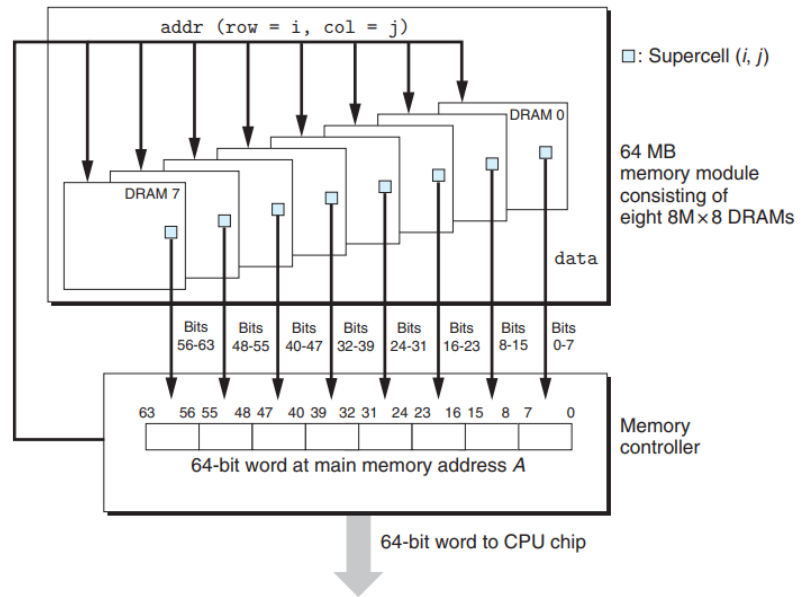 addr (row = i, col = j)
: Supercell (i, j)
DRAM 0
64 MB
memory module
consisting of
eight 8M×8 DRAMs
DRAM 7
data
Bits
56-63
Bits
48-55
Bits
40-47
Bits
32-39
Bits
24-31
Bits
16-23
Bits
8-15
Bits
0-7
63 56 55 48 47 40 39 32 31 24 23 16 15 8 7 0
Memory
controller
64-bit word at main memory address A
64-bit word to CPU chip